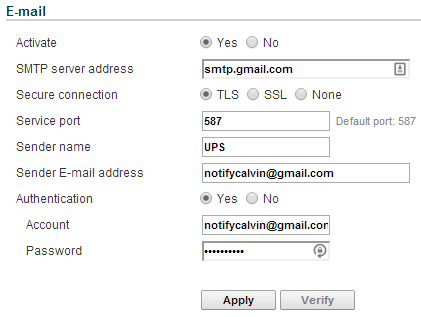 E-mail
Activate Yes No
SMTP server address smtp.gmail.com
Secure connection TLS SSL None
Service port 587 Default port: 587
Sender name UPS
Sender E-mail address notifycalvin@gmail.com
Authentication Yes No
Account notifycalvin@gmail.con
Password ••••••••••
Apply Verify